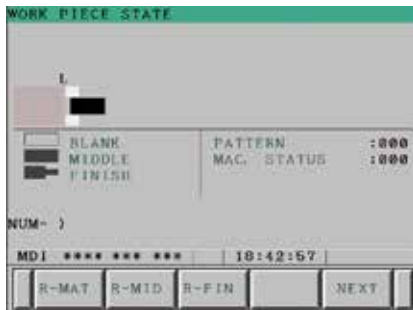 WORK PIECE STATE
L
BLANK
MIDDLE
FINISH
PATTERN :000
MAC. STATUS :000
NUM- )
MDI **** *** *** 18:42:57
R-MAT R-MID R-FIN NEXT